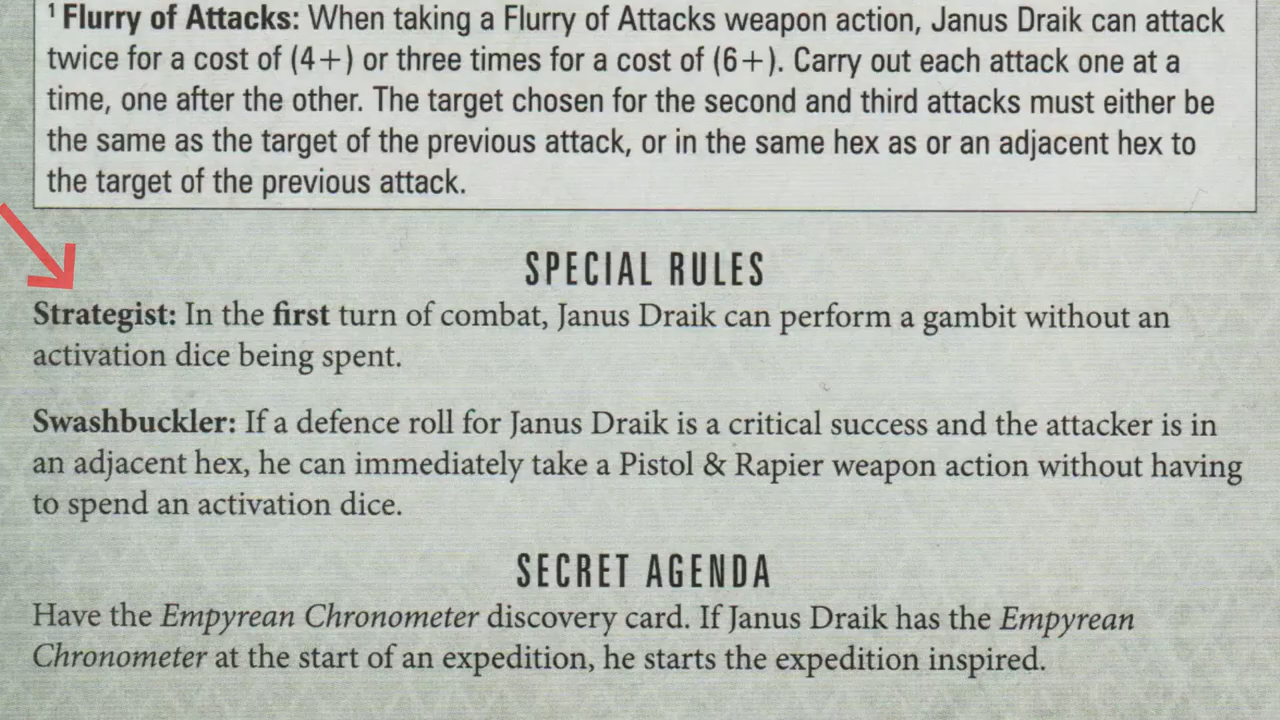 ¹ Flurry of Attacks: When taking a Flurry of Attacks weapon action, Janus Draik can attack
twice for a cost of (4+) or three times for a cost of (6+). Carry out each attack one at a
time, one after the other. The target chosen for the second and third attacks must either be
the same as the target of the previous attack, or in the same hex as or an adjacent hex to
the target of the previous attack.
SPECIAL RULES
Strategist: In the first turn of combat, Janus Draik can perform a gambit without an
activation dice being spent.
Swashbuckler: If a defence roll for Janus Draik is a critical success and the attacker is in
an adjacent hex, he can immediately take a Pistol & Rapier weapon action without having
to spend an activation dice.
SECRET AGENDA
Have the Empyrean Chronometer discovery card. If Janus Draik has the Empyrean
Chronometer at the start of an expedition, he starts the expedition inspired.